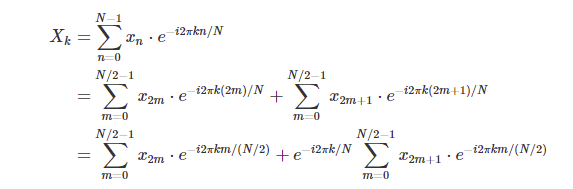 $X_k = \sum_{n=0}^{N-1} x_n \cdot e^{-i2\pi kn/N}$
$= \sum_{m=0}^{N/2-1} x_{2m} \cdot e^{-i2\pi k(2m)/N} + \sum_{m=0}^{N/2-1} x_{2m+1} \cdot e^{-i2\pi k(2m+1)/N}$
$= \sum_{m=0}^{N/2-1} x_{2m} \cdot e^{-i2\pi km/(N/2)} + e^{-i2\pi k/N} \sum_{m=0}^{N/2-1} x_{2m+1} \cdot e^{-i2\pi km/(N/2)}$